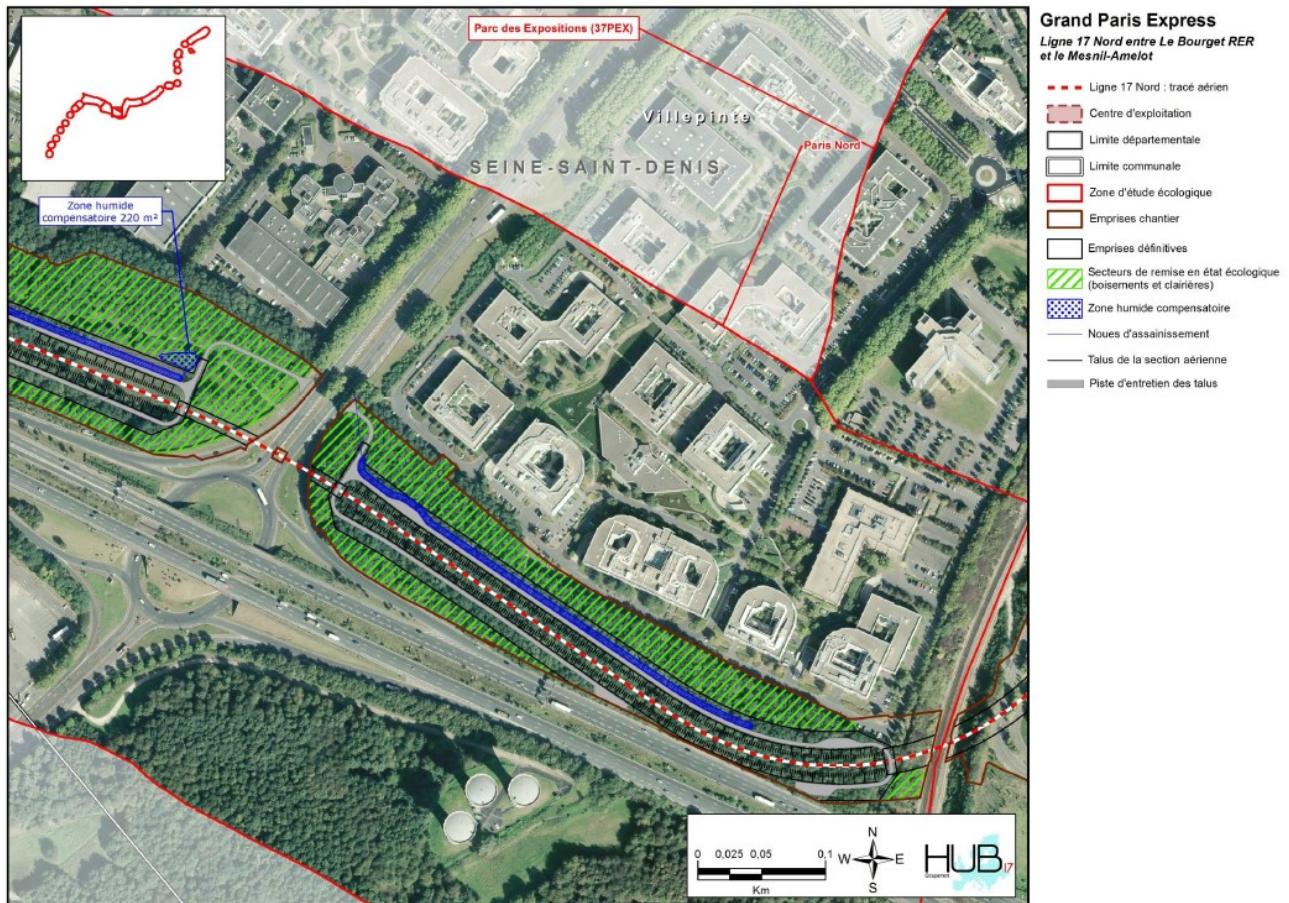 Parc des Expositions (37PEX)
Villepinte
Paris Nord
SEINE-SAINT-DENIS
Zone humide
compensatoire 220 m²
Grand Paris Express
Ligne 17 Nord entre Le Bourget RER
et le Mesnil-Amelot
Ligne 17 Nord : tracé aérien
Centre d'exploitation
Limite départementale
Limite communale
Zone d'étude écologique
Emprises chantier
Emprises définitives
Secteurs de remise en état écologique
(boisements et clairières)
Zone humide compensatoire
Noues d'assainissement
Talus de la section aérienne
Piste d'entretien des talus
0 0,025 0,05 0,1
Km
N
W E
S
HUB
Groupement
17